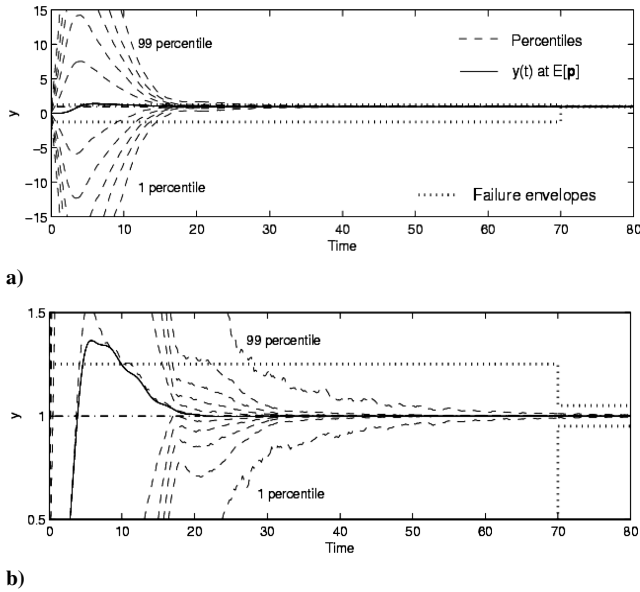 15
10
5
0
−5
−10
−15
y
99 percentile
1 percentile
Percentiles
y(t) at E[p]
Failure envelopes
0 10 20 30 40 50 60 70 80
Time
a)
1.5
1
0.5
y
99 percentile
1 percentile
0 10 20 30 40 50 60 70 80
Time
b)